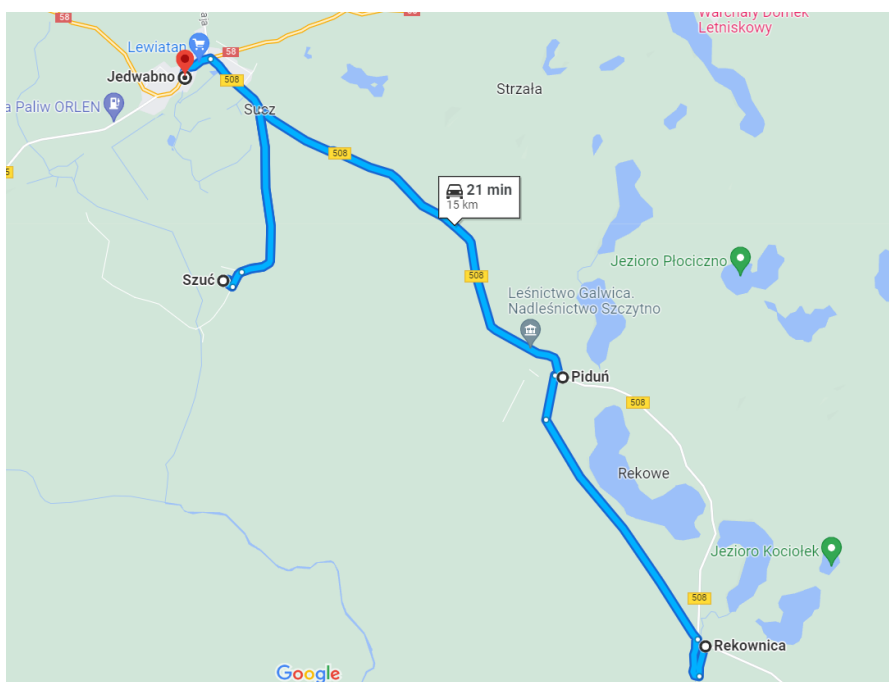 58
Warchały Domek
Letniskowy
Lewiatan
58
Jedwabno
508
a Paliw ORLEN
Susz
Strzała
508
21 min
15 km
Szuć
508
Jezioro Płociczno
Leśnictwo Galwica.
Nadleśnictwo Szczytno
Piduń
508
Rekowe
Jezioro Kociołek
508
Rekownica
Google